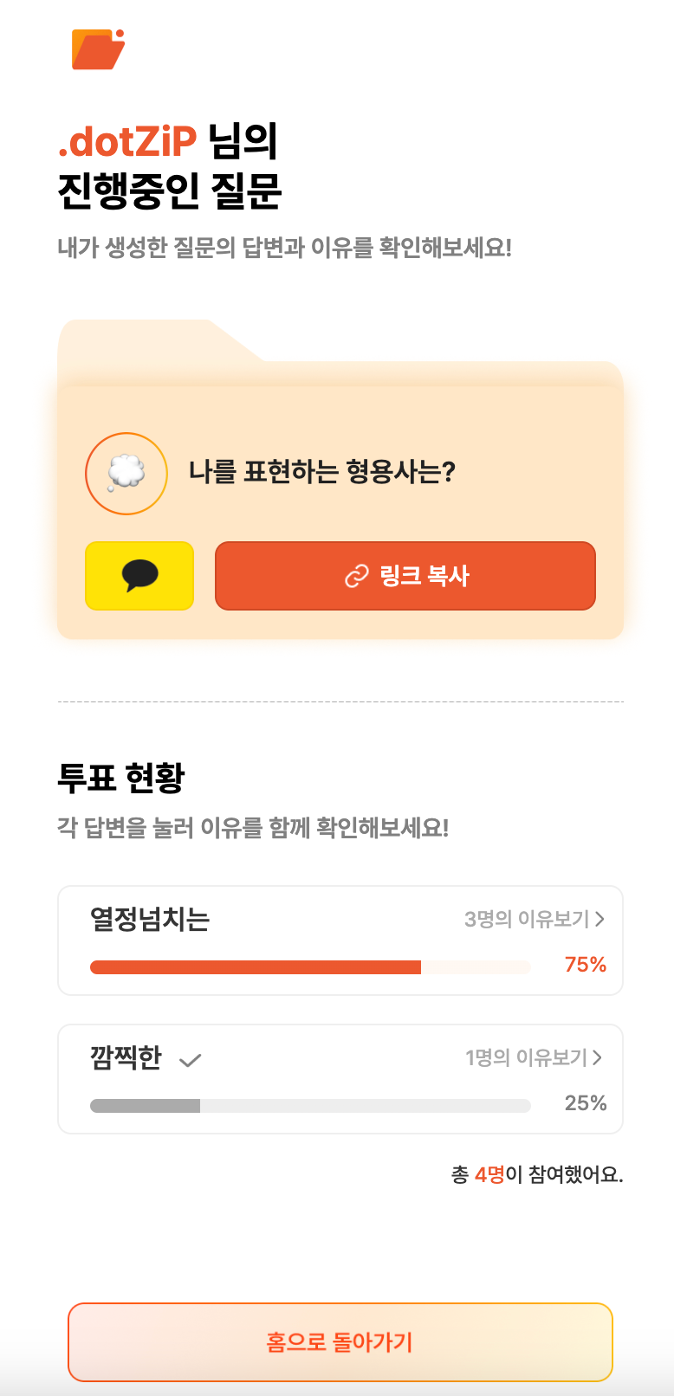 .dotZiP 님의
진행중인 질문
내가 생성한 질문의 답변과 이유를 확인해보세요!
나를 표현하는 형용사는?
링크 복사
투표 현황
각 답변을 눌러 이유를 함께 확인해보세요!
열정넘치는 3명의 이유보기 >
75%
깜찍한 1명의 이유보기 >
25%
총 4명이 참여했어요.
홈으로 돌아가기